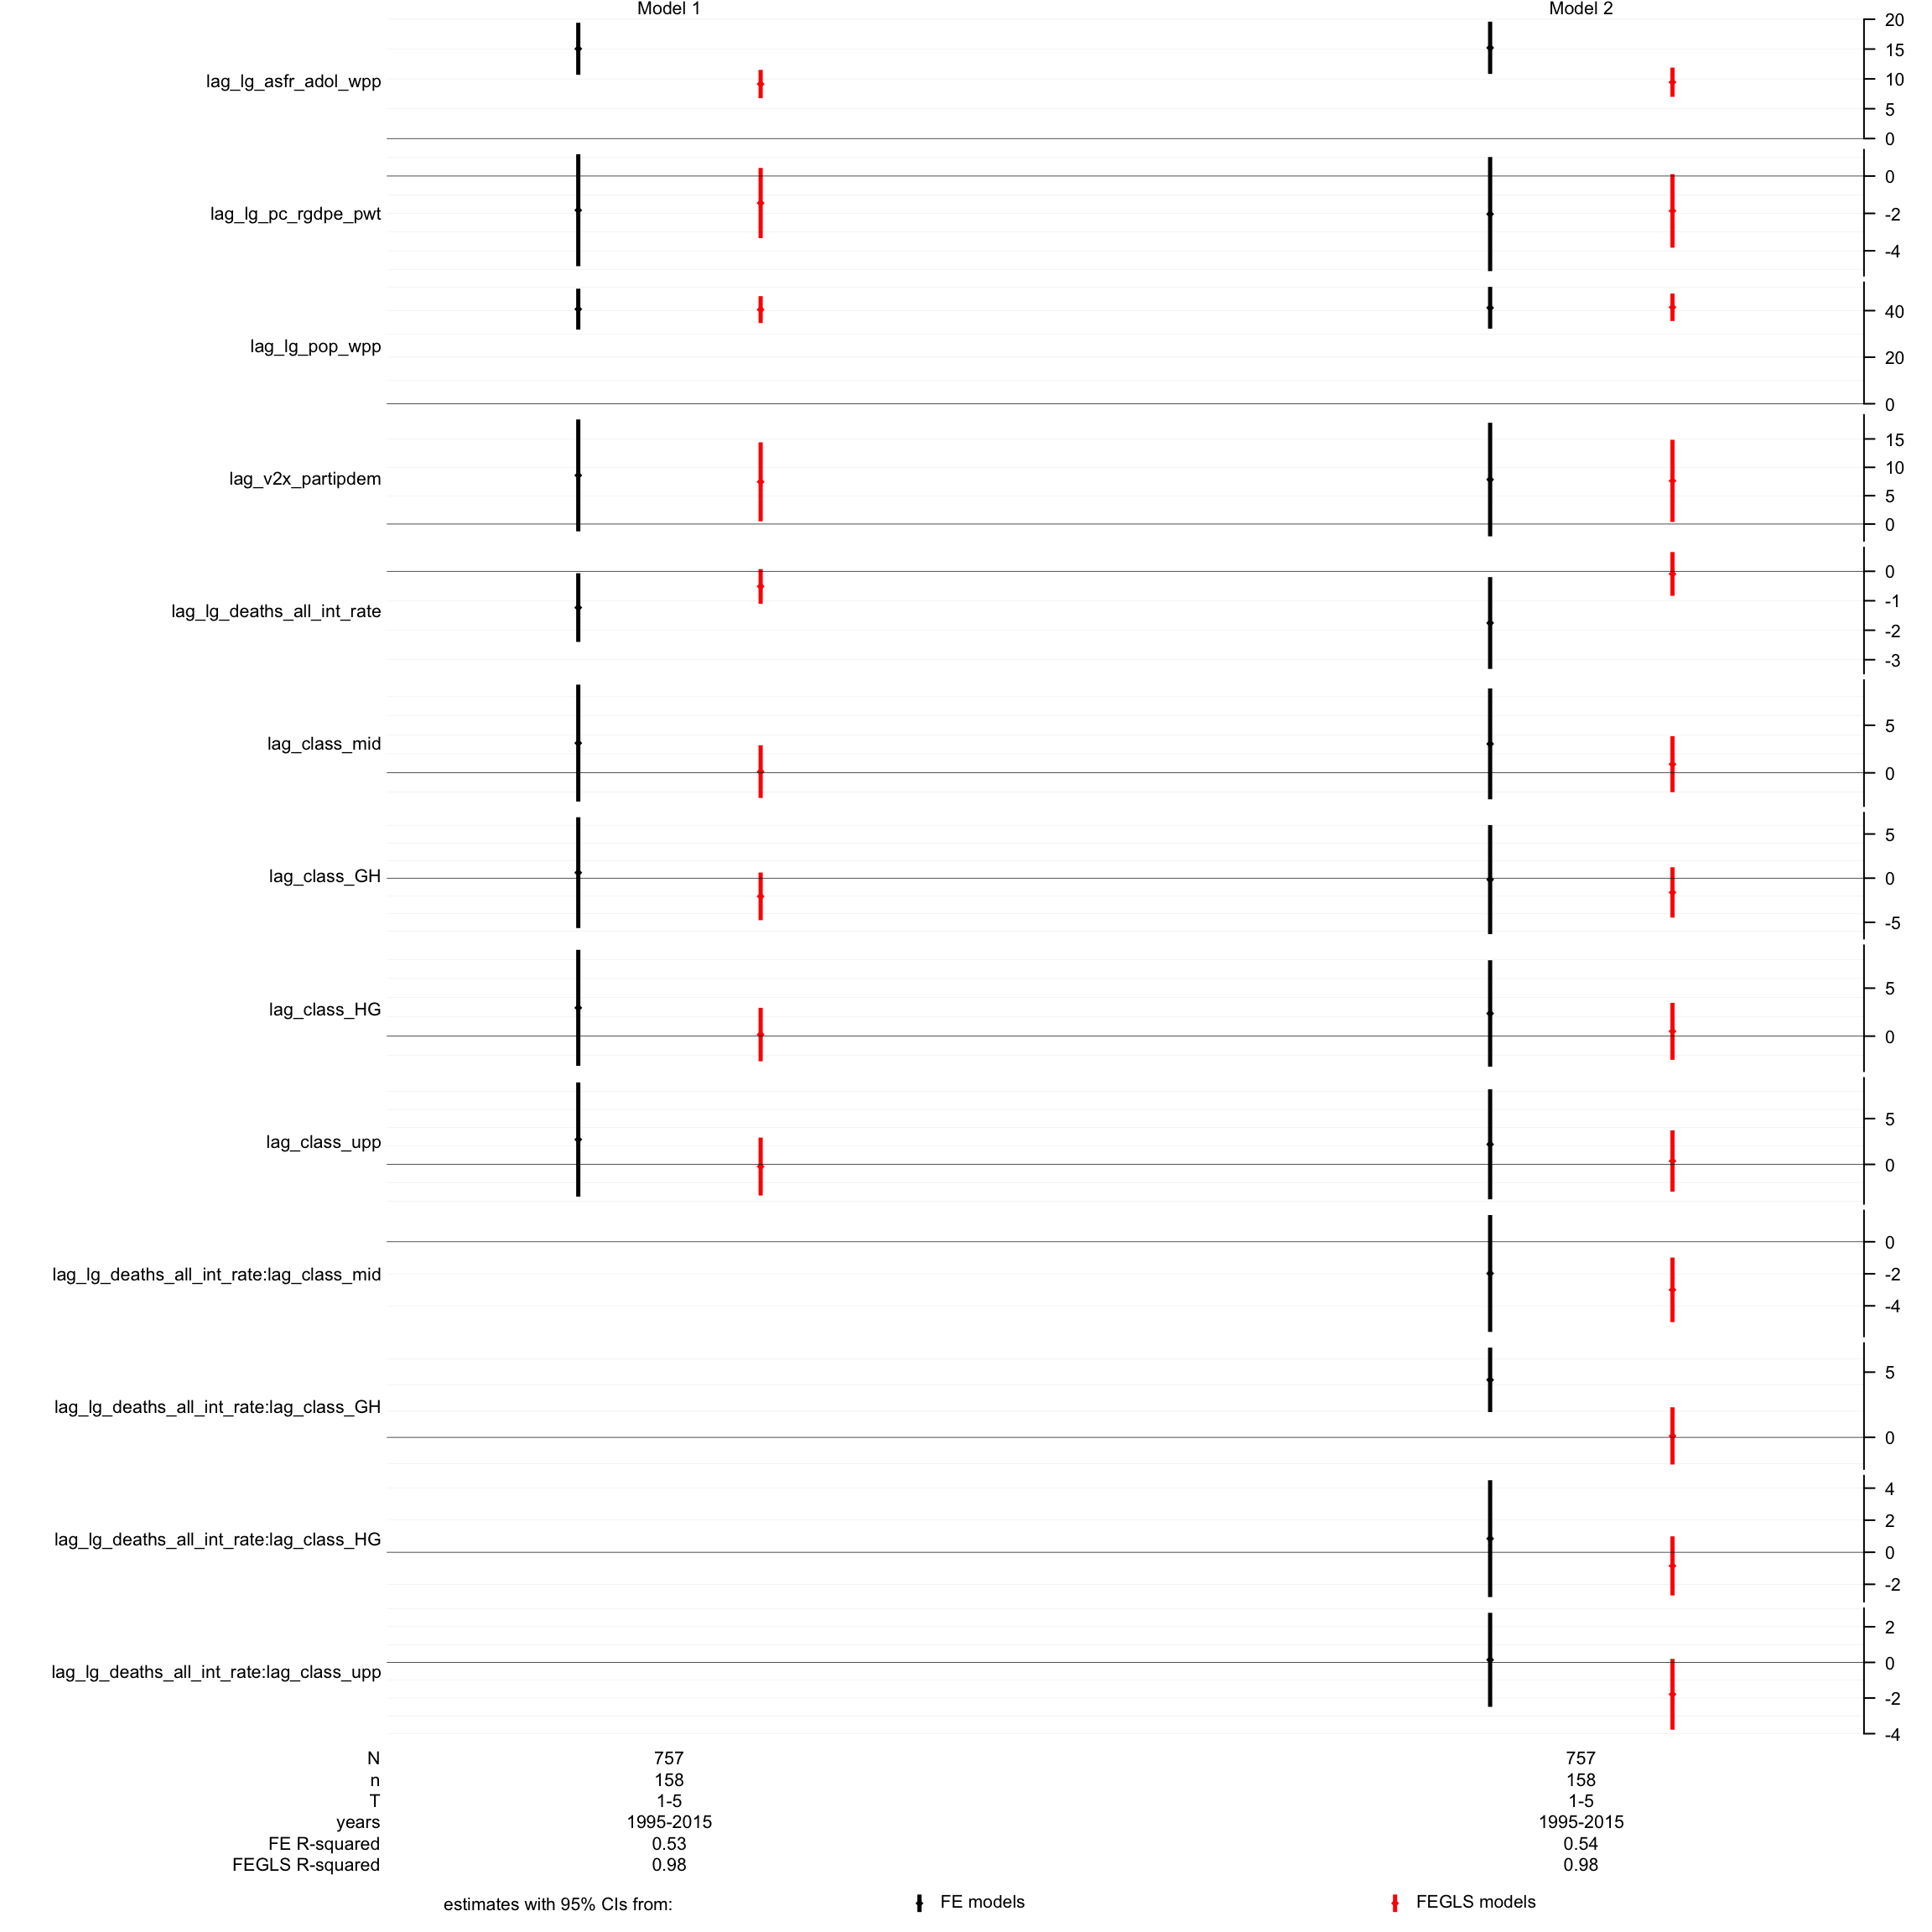 Model 1 Model 2
20
15
lag_lg_asfr_adol_wpp 10
5
0
0
lag_lg_pc_rgdpe_pwt -2
-4
40
lag_lg_pop_wpp
20
0
15
lag_v2x_partipdem 10
5
0
0
lag_lg_deaths_all_int_rate -1
-2
-3
5
lag_class_mid
0
5
lag_class_GH 0
-5
5
lag_class_HG
0
5
lag_class_upp
0
0
lag_lg_deaths_all_int_rate:lag_class_mid -2
-4
5
lag_lg_deaths_all_int_rate:lag_class_GH
0
4
2
lag_lg_deaths_all_int_rate:lag_class_HG
0
-2
2
0
lag_lg_deaths_all_int_rate:lag_class_upp
-2
-4
N 757 757
n 158 158
T 1-5 1-5
years 1995-2015 1995-2015
FE R-squared 0.53 0.54
FEGLS R-squared 0.98 0.98
estimates with 95% CIs from: FE models FEGLS models